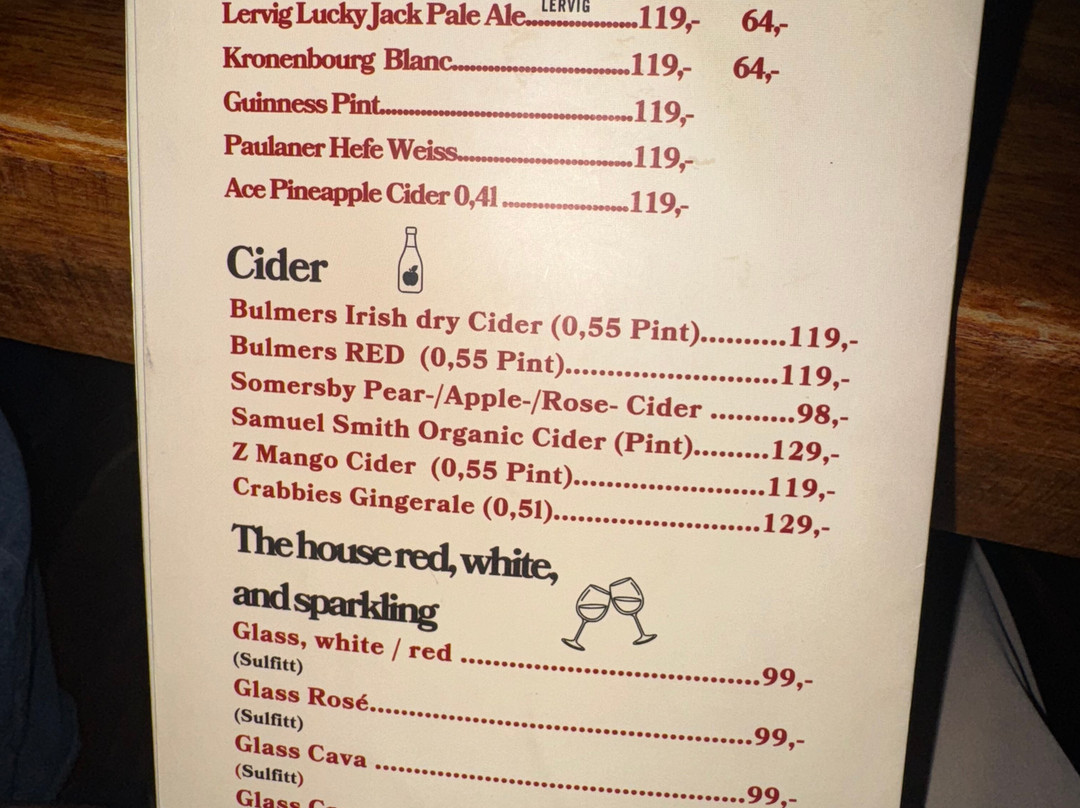 LERVIG
Lervig Lucky Jack Pale Ale..........119,- 64,-
Kronenbourg Blanc..........119,- 64,-
Guinness Pint..........119,-
Paulaner Hefe Weiss..........119,-
Ace Pineapple Cider 0,4l ..........119,-
Cider
Bulmers Irish dry Cider (0,55 Pint)..........119,-
Bulmers RED (0,55 Pint)..........119,-
Somersby Pear-/Apple-/Rose- Cider ..........98,-
Samuel Smith Organic Cider (Pint).........129,-
Z Mango Cider (0,55 Pint)..........119,-
Crabbies Gingerale (0,5l)..........129,-
The house red, white,
and sparkling
Glass, white / red ..........99,-
(Sulfitt)
Glass Rosé..........99,-
(Sulfitt)
Glass Cava ..........99,-
(Sulfitt)
Glass